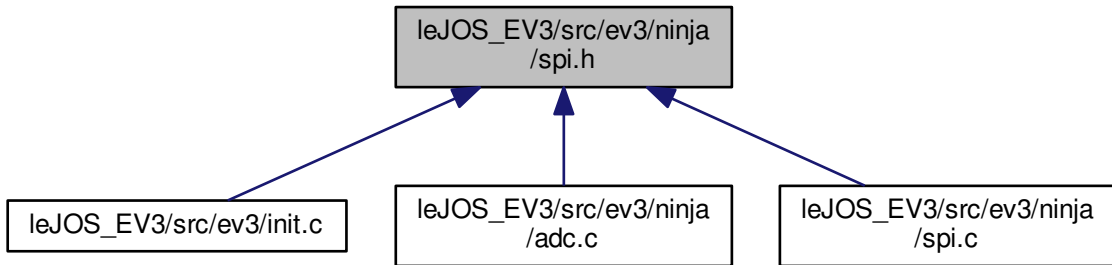 leJOS_EV3/src/ev3/ninja
/spi.h
leJOS_EV3/src/ev3/init.c
leJOS_EV3/src/ev3/ninja
/adc.c
leJOS_EV3/src/ev3/ninja
/spi.c